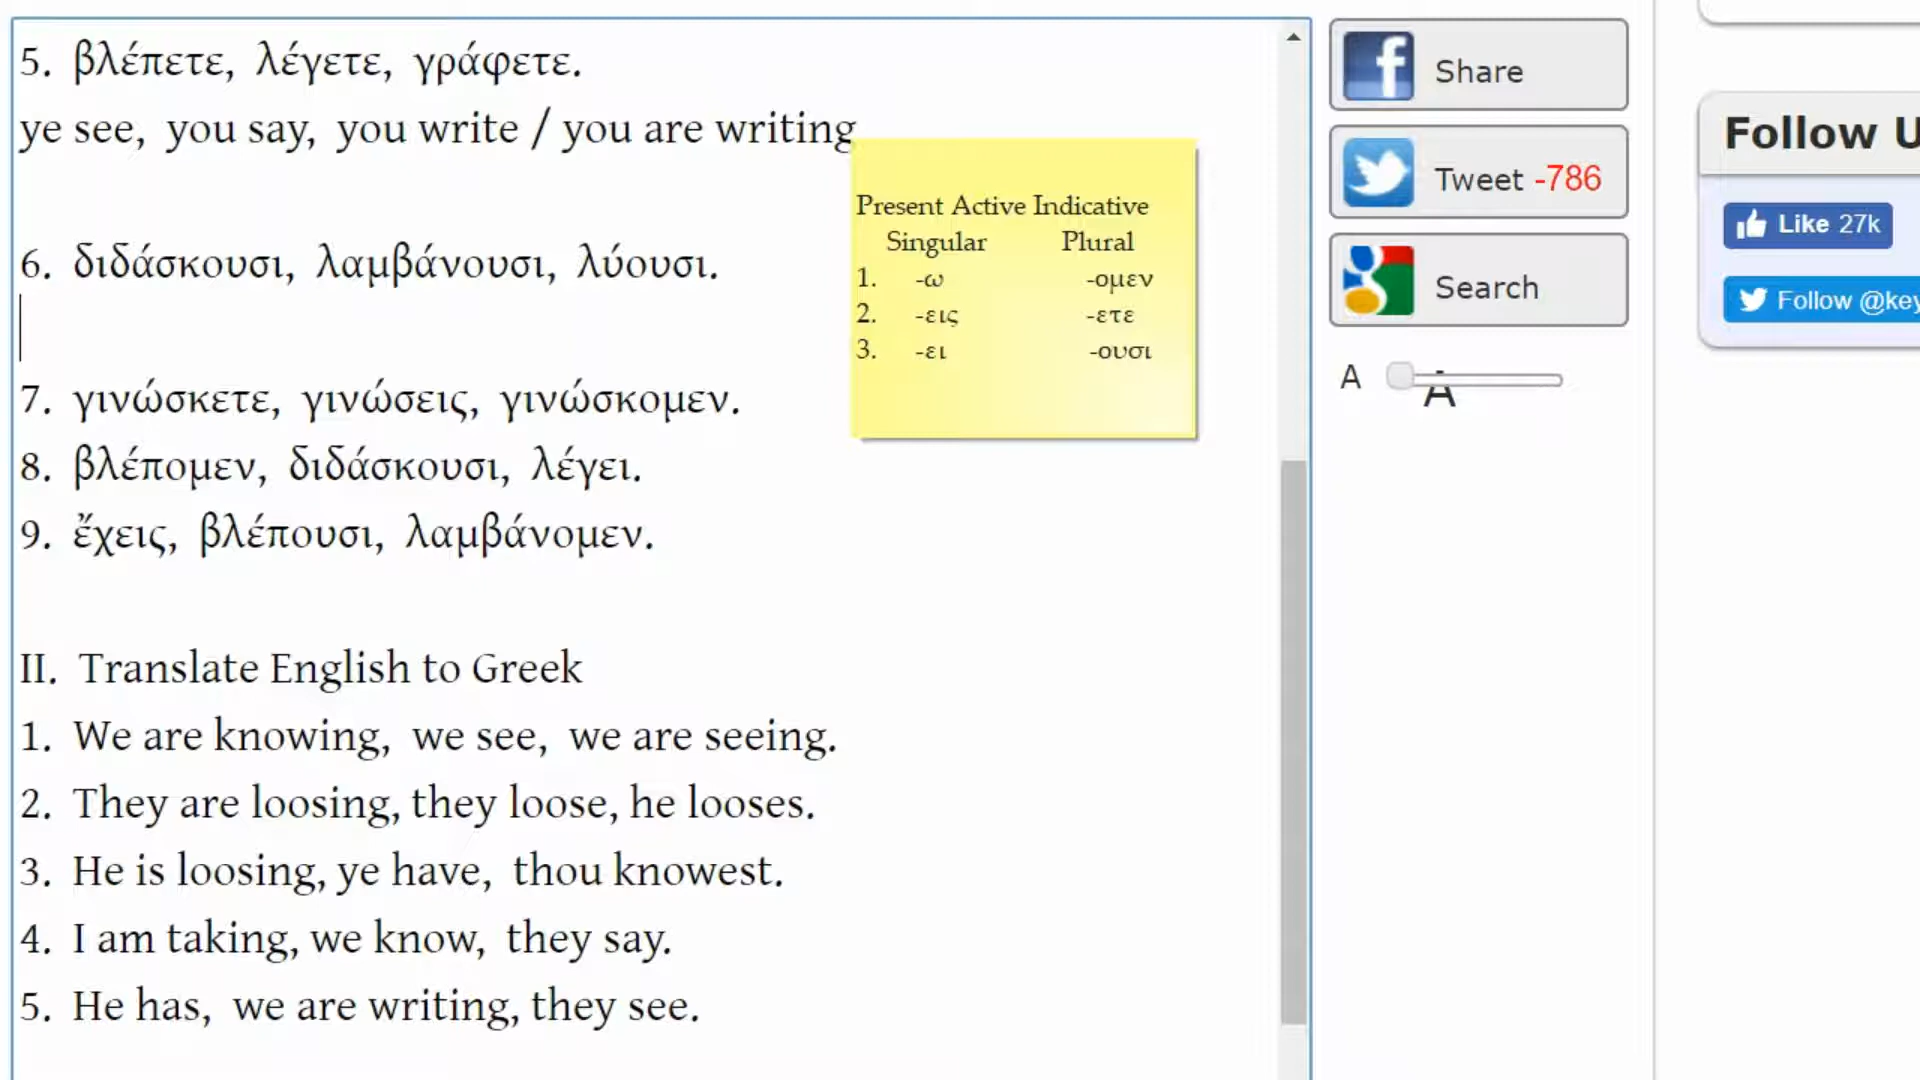 5. βλέπετε, λέγετε, γράφετε.
ye see, you say, you write / you are writing
6. διδάσκουσι, λαμβάνουσι, λύουσι.
7. γινώσκετε, γινώσεις, γινώσκομεν.
8. βλέπομεν, διδάσκουσι, λέγει.
9. ἔχεις, βλέπουσι, λαμβάνομεν.
II. Translate English to Greek
1. We are knowing, we see, we are seeing.
2. They are loosing, they loose, he looses.
3. He is loosing, ye have, thou knowest.
4. I am taking, we know, they say.
5. He has, we are writing, they see.
Present Active Indicative
Singular Plural
1. -ω -ομεν
2. -εις -ετε
3. -ει -ουσι
Share
Tweet -786
Search
A A
Follow U
Like 27k
Follow @key